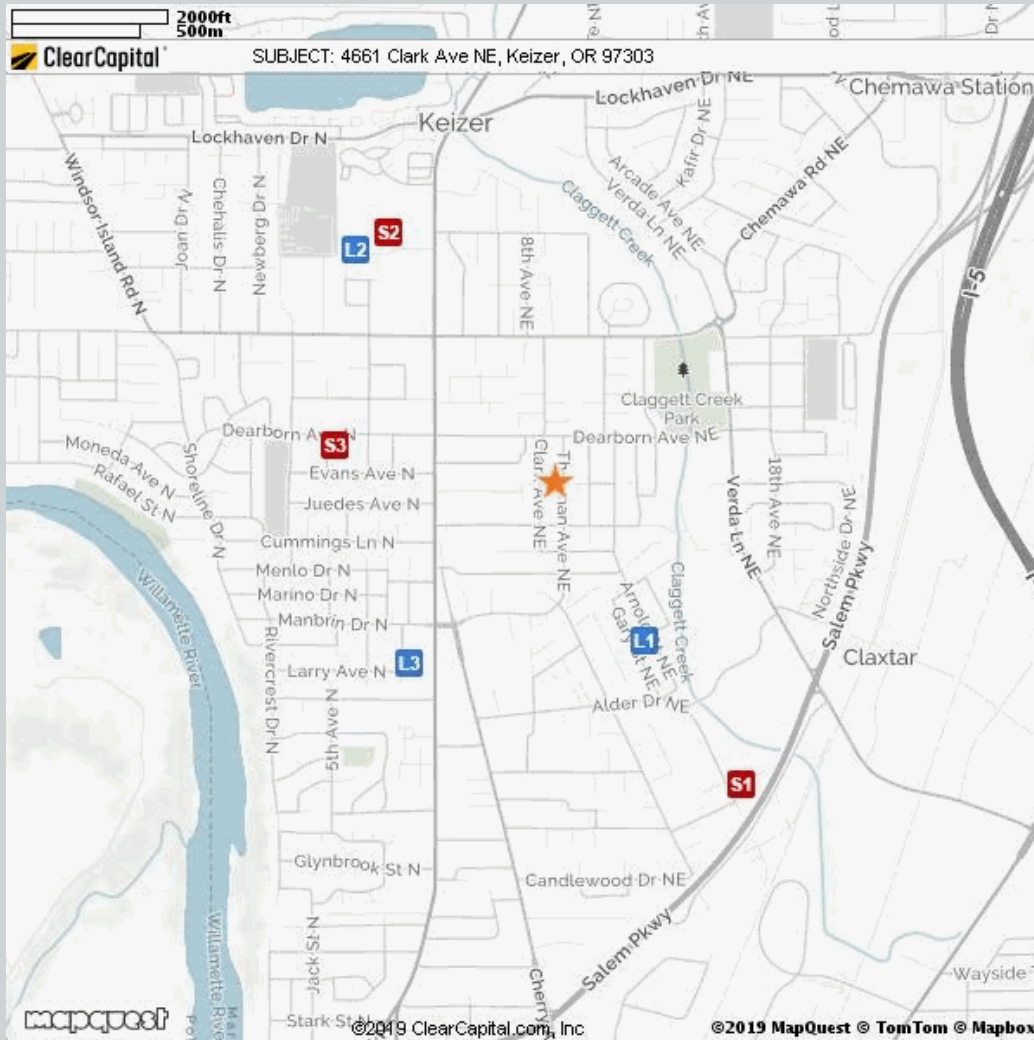 2000ft
500m
ClearCapital
SUBJECT: 4661 Clark Ave NE, Keizer, OR 97303
Lockhaven Dr NE
Chemawa Station
Keizer
Lockhaven Dr N
Windsor Island Rd N
Joan Dr N
Chehalis Dr N
Newberg Dr N
Arcade Ave NE
Verda Ln NE
Kafir Dr NE
Chemawa Rd NE
Claggett Creek
S2
L2
8th Ave NE
I-5
Claggett Creek
Park
Dearborn Ave N
S3
Dearborn Ave NE
Moneda Ave N
Rafael St N
Shoreline Dr N
Evans Ave N
Juedes Ave N
Clark Ave NE
Verda Ln NE
18th Ave NE
Northside Dr NE
Salem Pkwy
Cummings Ln N
Menlo Dr N
Marino Dr N
Manbrin Dr N
Willamette River
Rivercrest Dr N
Larry Ave N
L3
L1
Claggett Creek
Claxtar
Alder Dr NE
5th Ave N
S1
Glynbrook St N
Candlewood Dr NE
Salem Pkwy
Willamette River
Jack St N
Cherry
Wayside
Stark St N
mapquest
©2019 ClearCapital.com, Inc
©2019 MapQuest © TomTom © Mapbox